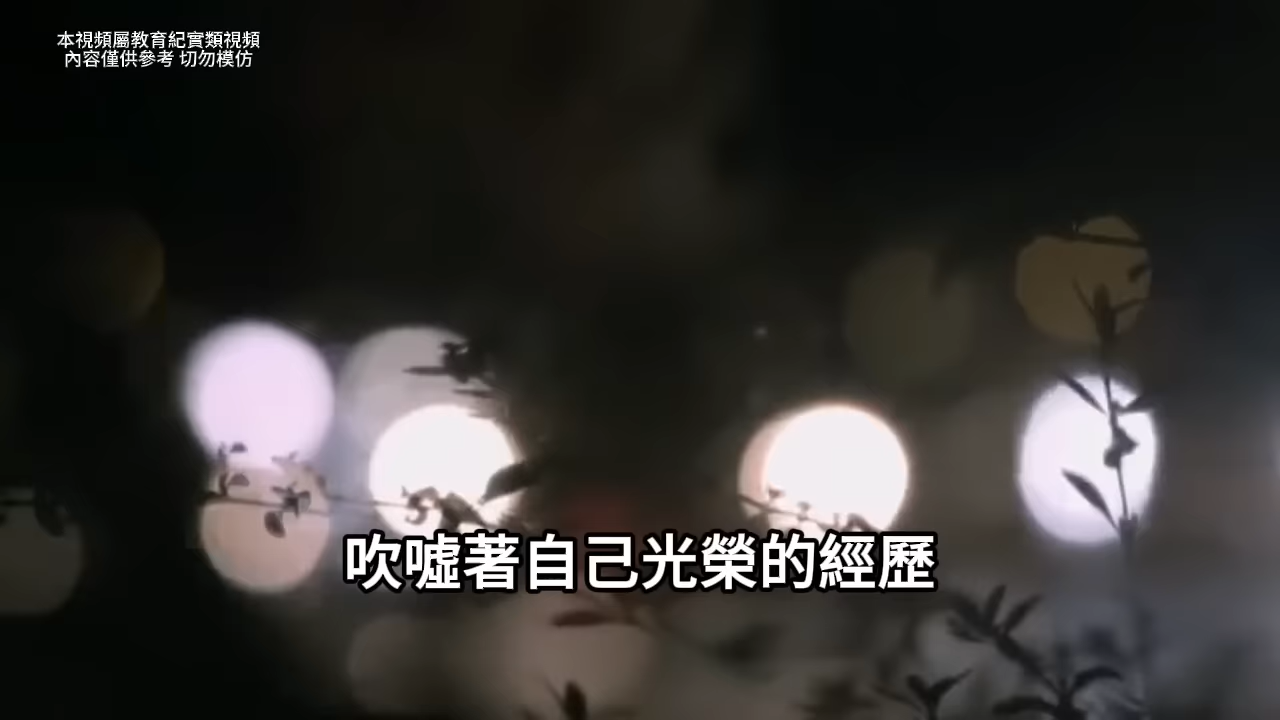 本視頻屬教育紀實類視頻
內容僅供參考 切勿模仿
吹噓著自己光榮的經歷